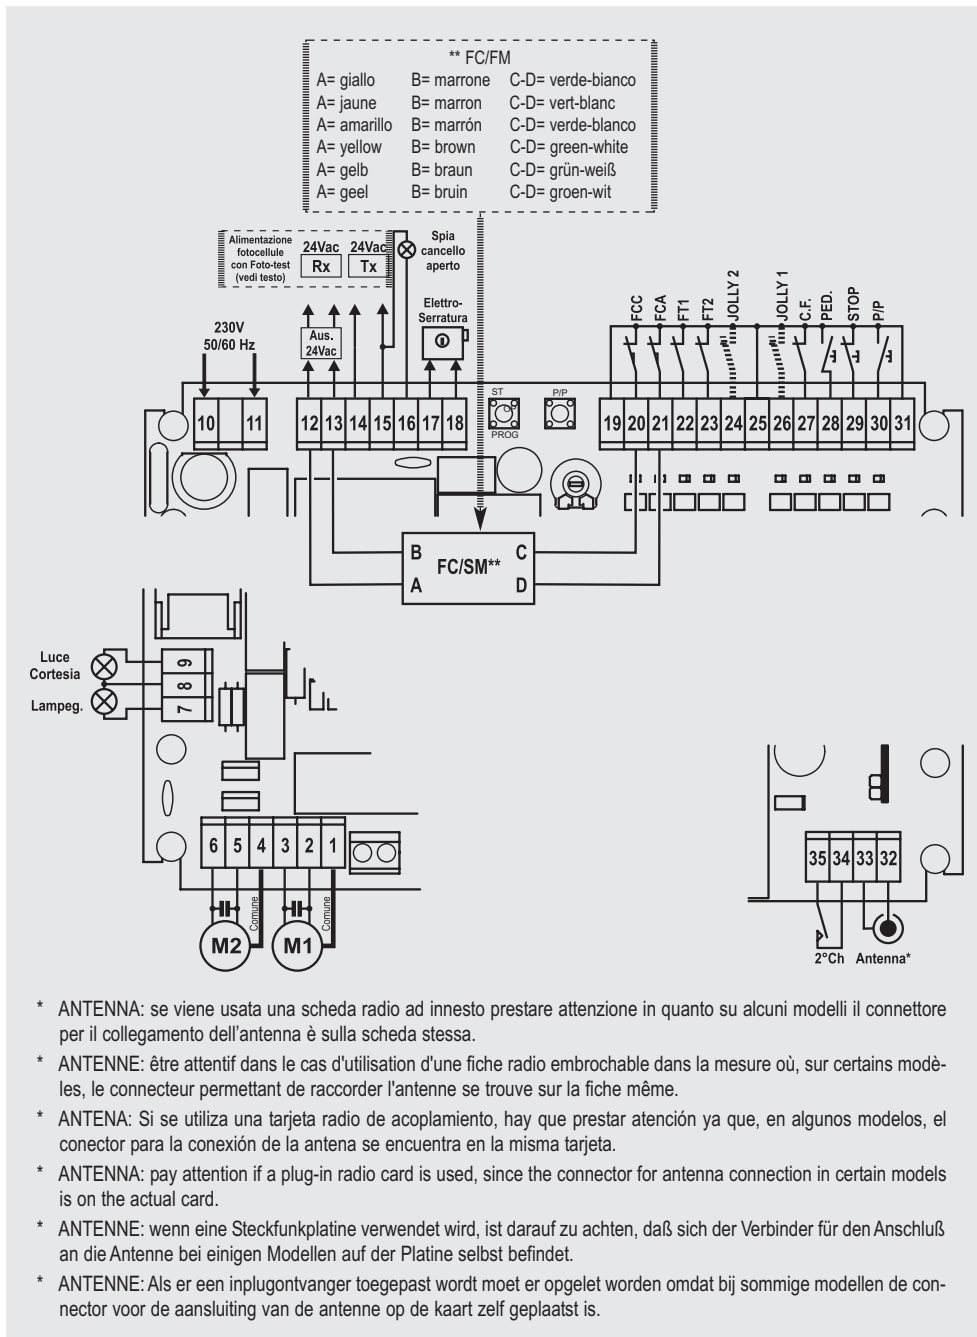 ** FC/FM
A= giallo B= marrone C-D= verde-bianco
A= jaune B= marron C-D= vert-blanc
A= amarillo B= marrón C-D= verde-blanco
A= yellow B= brown C-D= green-white
A= gelb B= braun C-D= grün-weiß
A= geel B= bruin C-D= groen-wit
Alimentazione
fotocellule
con Foto-test
(vedi testo)
24Vac 24Vac
Rx Tx
Spia
cancello
aperto
Elettro-
Serratura
230V
50/60 Hz
Aus.
24Vac
FCC FCA FT1 FT2 JOLLY 2 JOLLY 1 C.F. PED. STOP P/P
ST OP
PROG
P/P
10 11 12 13 14 15 16 17 18 19 20 21 22 23 24 25 26 27 28 29 30 31
B C
FC/SM**
A D
Luce
Cortesia
Lampeg.
9
8
7
6 5 4 3 2 1
Comune Comune
M2 M1
35 34 33 32
2°Ch Antenna*
* ANTENNA: se viene usata una scheda radio ad innesto prestare attenzione in quanto su alcuni modelli il connettore
per il collegamento dell'antenna è sulla scheda stessa.
* ANTENNE: être attentif dans le cas d'utilisation d'une fiche radio embrochable dans la mesure où, sur certains modè-
les, le connecteur permettant de raccorder l'antenne se trouve sur la fiche même.
* ANTENA: Si se utiliza una tarjeta radio de acoplamiento, hay que prestar atención ya que, en algunos modelos, el
conector para la conexión de la antena se encuentra en la misma tarjeta.
* ANTENNA: pay attention if a plug-in radio card is used, since the connector for antenna connection in certain models
is on the actual card.
* ANTENNE: wenn eine Steckfunkplatine verwendet wird, ist darauf zu achten, daß sich der Verbinder für den Anschluß
an die Antenne bei einigen Modellen auf der Platine selbst befindet.
* ANTENNE: Als er een inplugontvanger toegepast wordt moet er opgelet worden omdat bij sommige modellen de con-
nector voor de aansluiting van de antenne op de kaart zelf geplaatst is.